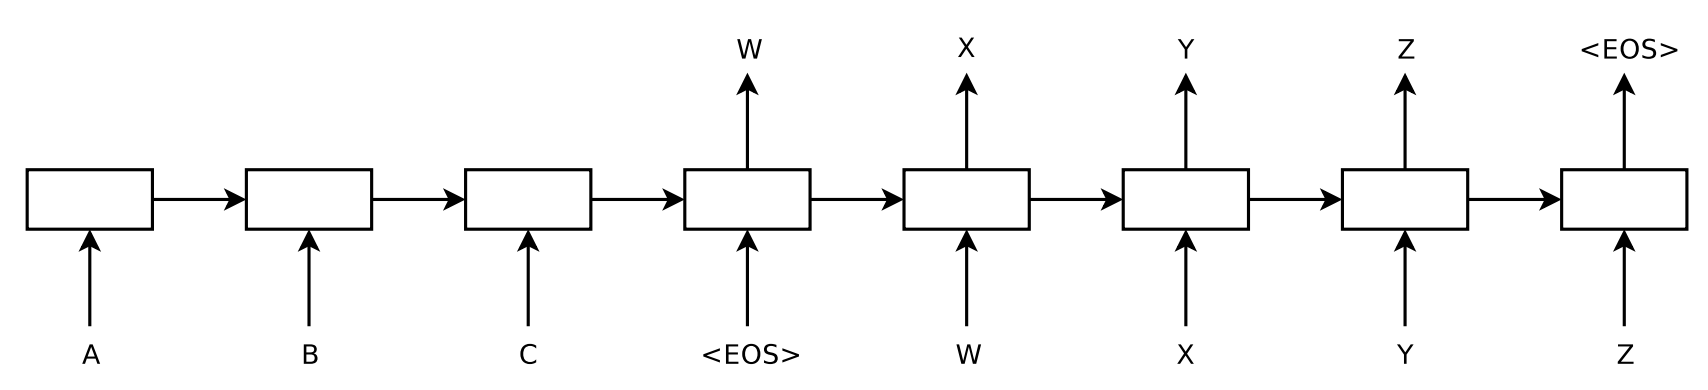 W X Y Z <EOS>
A B C <EOS> W X Y Z